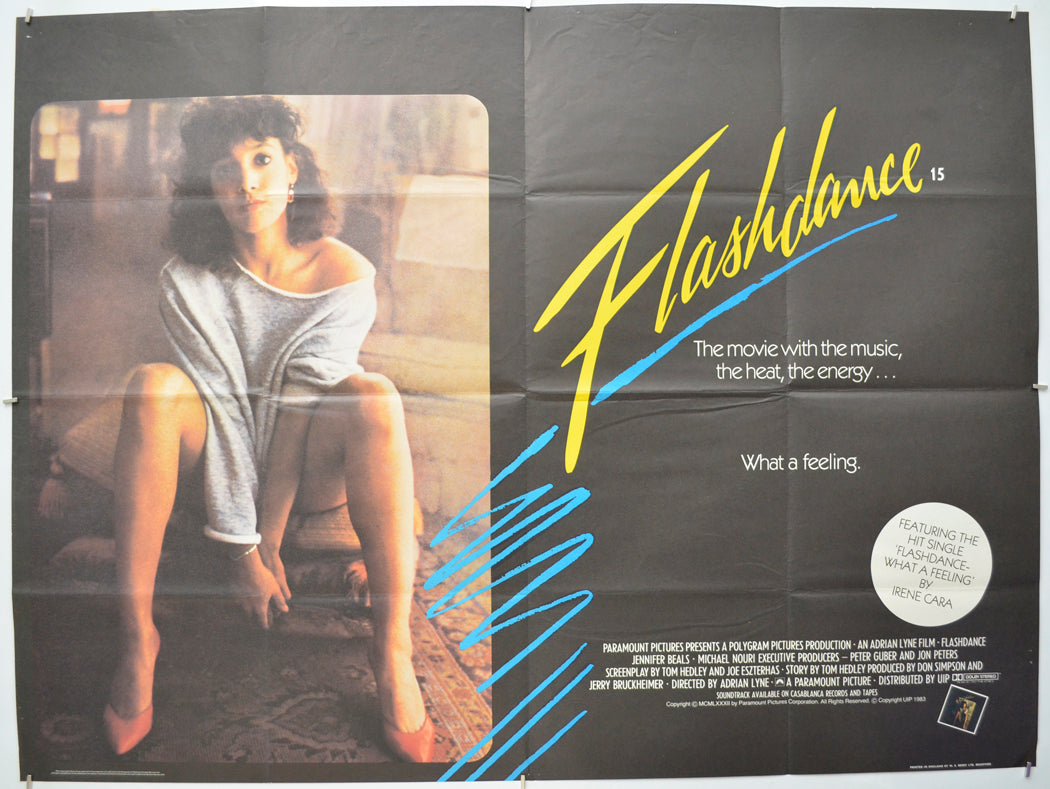 Flashdance 15
The movie with the music,
the heat, the energy...
What a feeling.
FEATURING THE
HIT SINGLE
'FLASHDANCE-
WHAT A FEELING'
BY
IRENE CARA
PARAMOUNT PICTURES PRESENTS A POLYGRAM PICTURES PRODUCTION · AN ADRIAN LYNE FILM · FLASHDANCE
JENNIFER BEALS · MICHAEL NOURI EXECUTIVE PRODUCERS – PETER GUBER AND JON PETERS
SCREENPLAY BY TOM HEDLEY AND JOE ESZTERHAS · STORY BY TOM HEDLEY PRODUCED BY DON SIMPSON AND
JERRY BRUCKHEIMER · DIRECTED BY ADRIAN LYNE · A PARAMOUNT PICTURE · DISTRIBUTED BY UIP DOLBY STEREO
SOUNDTRACK AVAILABLE ON CASABLANCA RECORDS AND TAPES
Copyright © MCMLXXXII by Paramount Pictures Corporation. All Rights Reserved. © Copyright UIP 1983